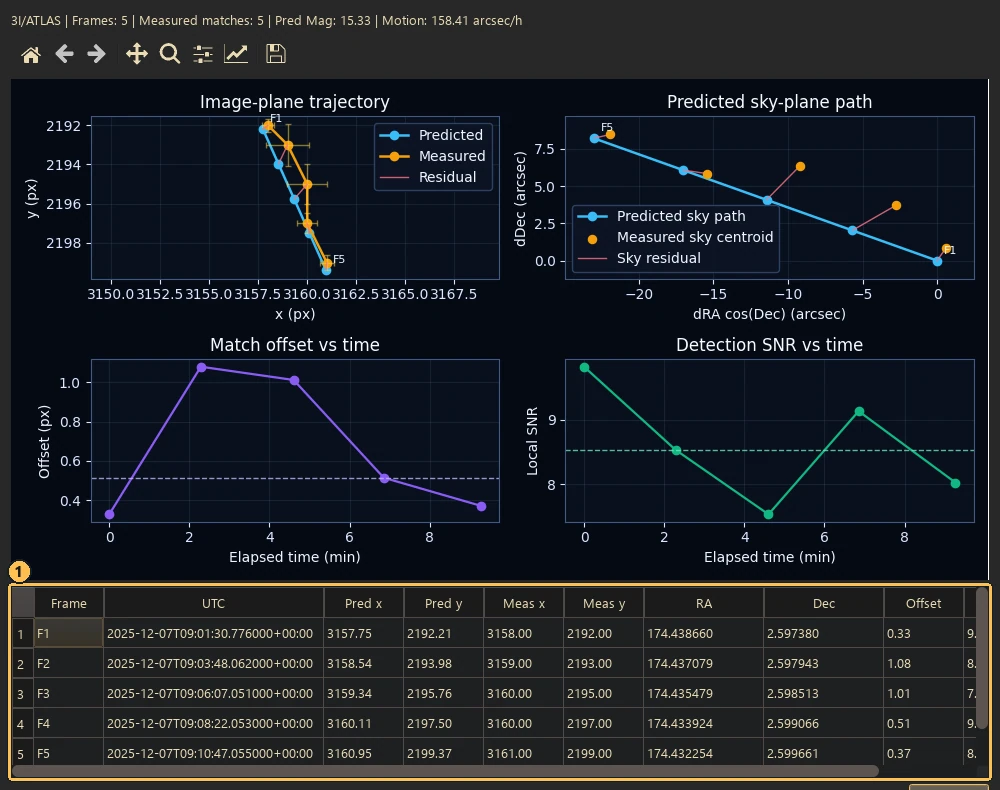 3I/ATLAS | Frames: 5 | Measured matches: 5 | Pred Mag: 15.33 | Motion: 158.41 arcsec/h
Image-plane trajectory
y (px)
2192
2194
2196
2198
F1
F5
Predicted
Measured
Residual
3150.0 3152.5 3155.0 3157.5 3160.0 3162.5 3165.0 3167.5
x (px)
Predicted sky-plane path
dDec (arcsec)
7.5
5.0
2.5
0.0
F5
F1
Predicted sky path
Measured sky centroid
Sky residual
−20 −15 −10 −5 0
dRA cos(Dec) (arcsec)
Match offset vs time
Offset (px)
1.0
0.8
0.6
0.4
0 2 4 6 8
Elapsed time (min)
Detection SNR vs time
Local SNR
9
8
0 2 4 6 8
Elapsed time (min)
1
Frame UTC Pred x Pred y Meas x Meas y RA Dec Offset
1 F1 2025-12-07T09:01:30.776000+00:00 3157.75 2192.21 3158.00 2192.00 174.438660 2.597380 0.33 9.
2 F2 2025-12-07T09:03:48.062000+00:00 3158.54 2193.98 3159.00 2193.00 174.437079 2.597943 1.08 8.
3 F3 2025-12-07T09:06:07.051000+00:00 3159.34 2195.76 3160.00 2195.00 174.435479 2.598513 1.01 7.
4 F4 2025-12-07T09:08:22.053000+00:00 3160.11 2197.50 3160.00 2197.00 174.433924 2.599066 0.51 9.
5 F5 2025-12-07T09:10:47.055000+00:00 3160.95 2199.37 3161.00 2199.00 174.432254 2.599661 0.37 8.